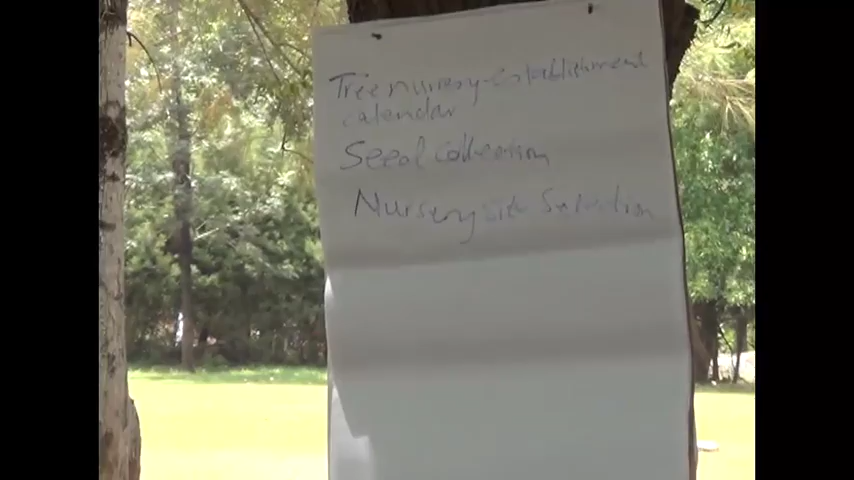 Tree nursery establishment
calendar
Seed collection
Nursery site Selection